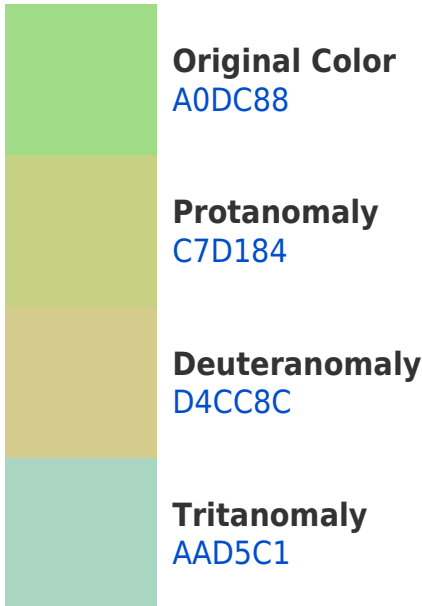 Original Color
A0DC88
Protanomaly
C7D184
Deuteranomaly
D4CC8C
Tritanomaly
AAD5C1